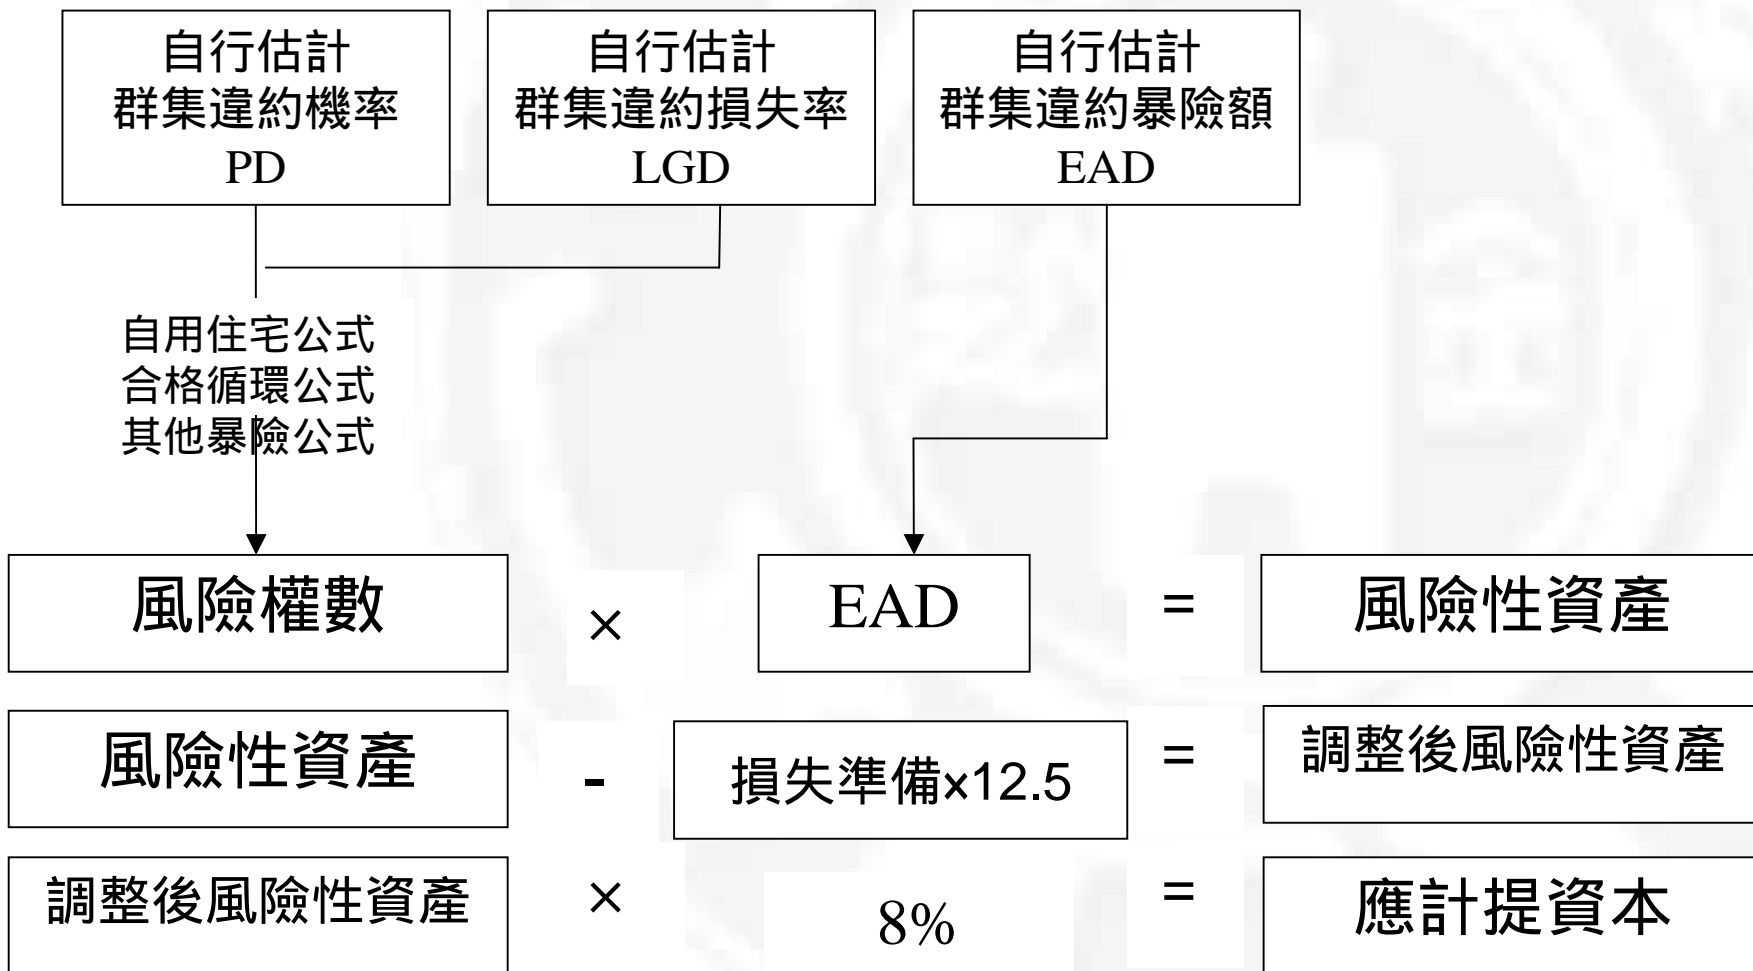 自行估計
群集違約機率
PD
自行估計
群集違約損失率
LGD
自行估計
群集違約暴險額
EAD
自用住宅公式
合格循環公式
其他暴險公式
風險權數 × EAD = 風險性資產
風險性資產 - 損失準備×12.5 = 調整後風險性資產
調整後風險性資產 × 8% = 應計提資本